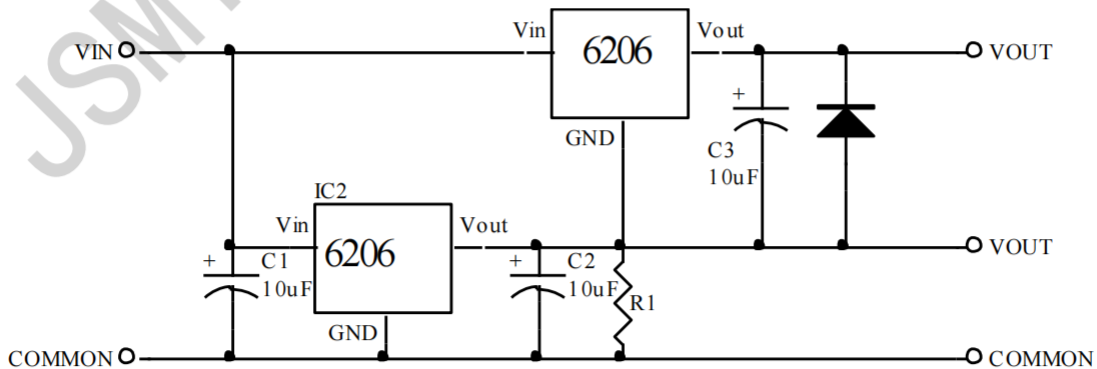 JSM
VIN
Vin
6206
Vout
VOUT
GND
+
C3
10uF
IC2
Vin
6206
Vout
VOUT
+
C1
10uF
+
C2
10uF
R1
GND
COMMON
COMMON